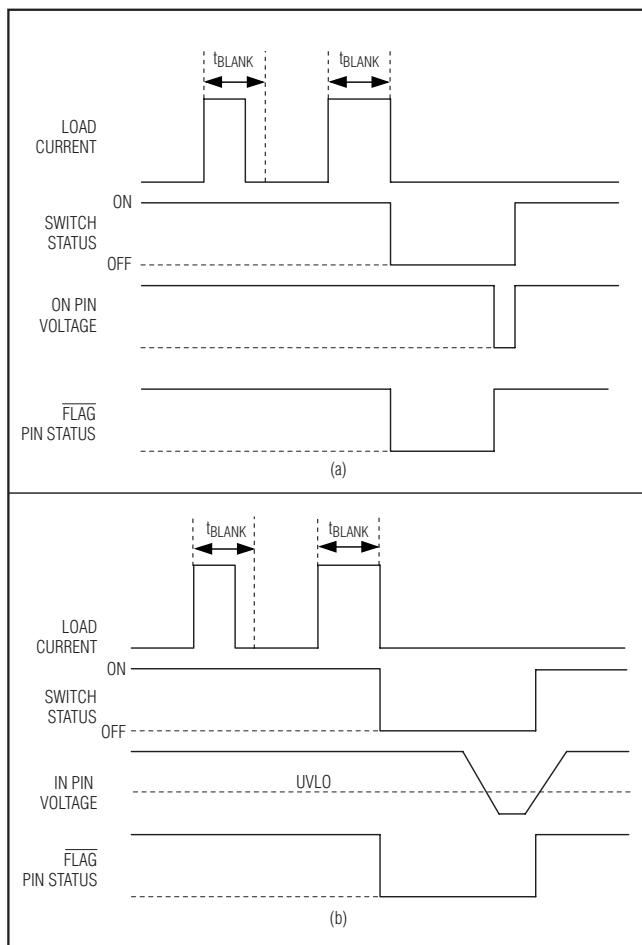 tBLANK tBLANK
LOAD
CURRENT
ON
SWITCH
STATUS
OFF
ON PIN
VOLTAGE
FLAG
PIN STATUS
(a)
tBLANK tBLANK
LOAD
CURRENT
ON
SWITCH
STATUS
OFF
IN PIN
VOLTAGE
UVLO
FLAG
PIN STATUS
(b)